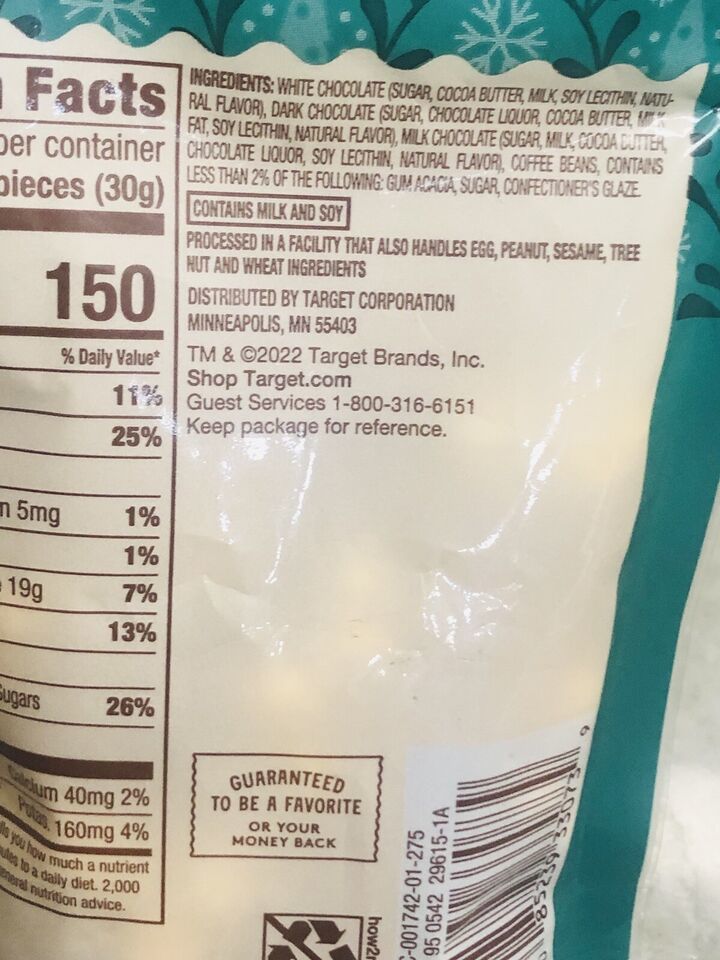 Facts
per container
pieces (30g)
150
% Daily Value*
11%
25%
5mg 1%
1%
19g 7%
13%
Sugars 26%
Calcium 40mg 2%
Potas. 160mg 4%
you how much a nutrient
to a daily diet. 2,000
nutrition advice.
INGREDIENTS: WHITE CHOCOLATE (SUGAR, COCOA BUTTER, MILK, SOY LECITHIN, NATU-
RAL FLAVOR), DARK CHOCOLATE (SUGAR, CHOCOLATE LIQUOR, COCOA BUTTER, MILK
FAT, SOY LECITHIN, NATURAL FLAVOR), MILK CHOCOLATE (SUGAR, MILK, COCOA BUTTER,
CHOCOLATE LIQUOR, SOY LECITHIN, NATURAL FLAVOR), COFFEE BEANS, CONTAINS
LESS THAN 2% OF THE FOLLOWING: GUM ACACIA, SUGAR, CONFECTIONER'S GLAZE.
CONTAINS MILK AND SOY
PROCESSED IN A FACILITY THAT ALSO HANDLES EGG, PEANUT, SESAME, TREE
NUT AND WHEAT INGREDIENTS
DISTRIBUTED BY TARGET CORPORATION
MINNEAPOLIS, MN 55403
TM & ©2022 Target Brands, Inc.
Shop Target.com
Guest Services 1-800-316-6151
Keep package for reference.
GUARANTEED
TO BE A FAVORITE
OR YOUR
MONEY BACK
-001742-01-275
95 0542 29615-1A
how2r